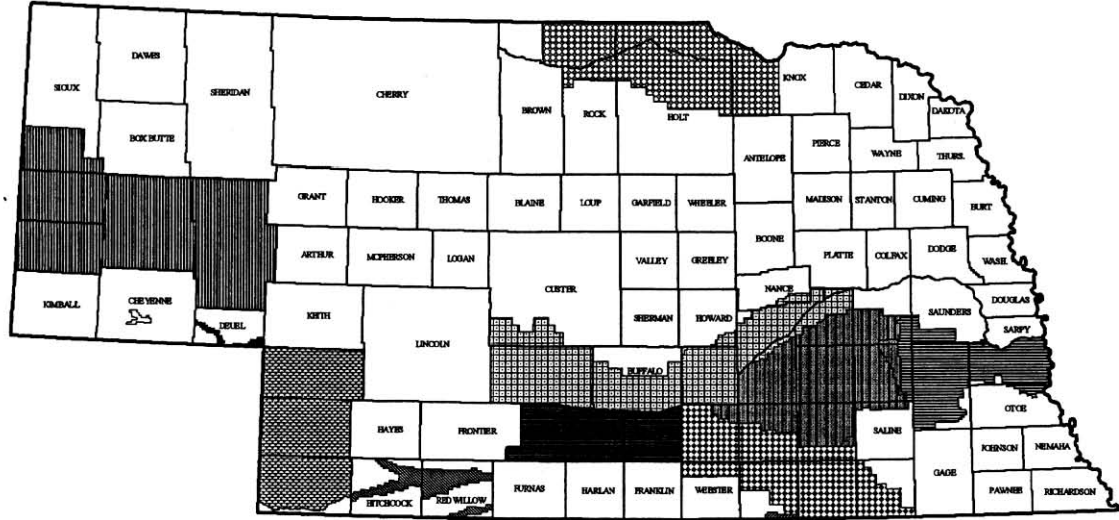 SIOUX
DAWES
SHERIDAN
BOX BUTTE
CHERRY
BROWN
ROCK
HOLT
KNOX
CEDAR
DIXON
DAKOTA
ANTELOPE
PIERCE
WAYNE
THURS.
GRANT
HOOKER
THOMAS
BLAINE
LOUP
GARFIELD
WHEELER
MADISON
STANTON
CUMING
BURT
ARTHUR
MCPHERSON
LOGAN
CUSTER
VALLEY
GREELEY
BOONE
PLATTE
COLFAX
DODGE
WASH.
KIMBALL
CHEYENNE
DEUEL
KEITH
LINCOLN
SHERMAN
HOWARD
NANCE
SAUNDERS
DOUGLAS
SARPY
BUFFALO
HAYES
FRONTIER
SALINE
OTOE
HITCHCOCK
RED WILLOW
FURNAS
HARLAN
FRANKLIN
WEBSTER
GAGE
JOHNSON
NEMAHA
PAWNEE
RICHARDSON